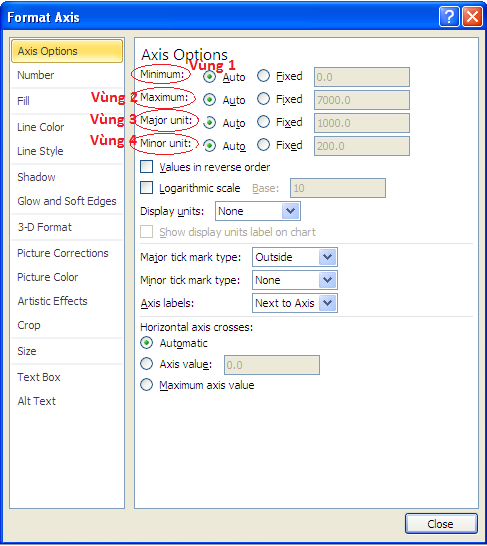 Format Axis
Axis Options
Number
Fill
Line Color
Line Style
Shadow
Glow and Soft Edges
3-D Format
Picture Corrections
Picture Color
Artistic Effects
Crop
Size
Text Box
Alt Text
Axis Options
Vùng 1
Minimum: Auto Fixed 0.0
Vùng 2 Maximum: Auto Fixed 7000.0
Vùng 3 Major unit: Auto Fixed 1000.0
Vùng 4 Minor unit: Auto Fixed 200.0
Values in reverse order
Logarithmic scale Base: 10
Display units: None
Show display units label on chart
Major tick mark type: Outside
Minor tick mark type: None
Axis labels: Next to Axis
Horizontal axis crosses:
Automatic
Axis value: 0.0
Maximum axis value
Close